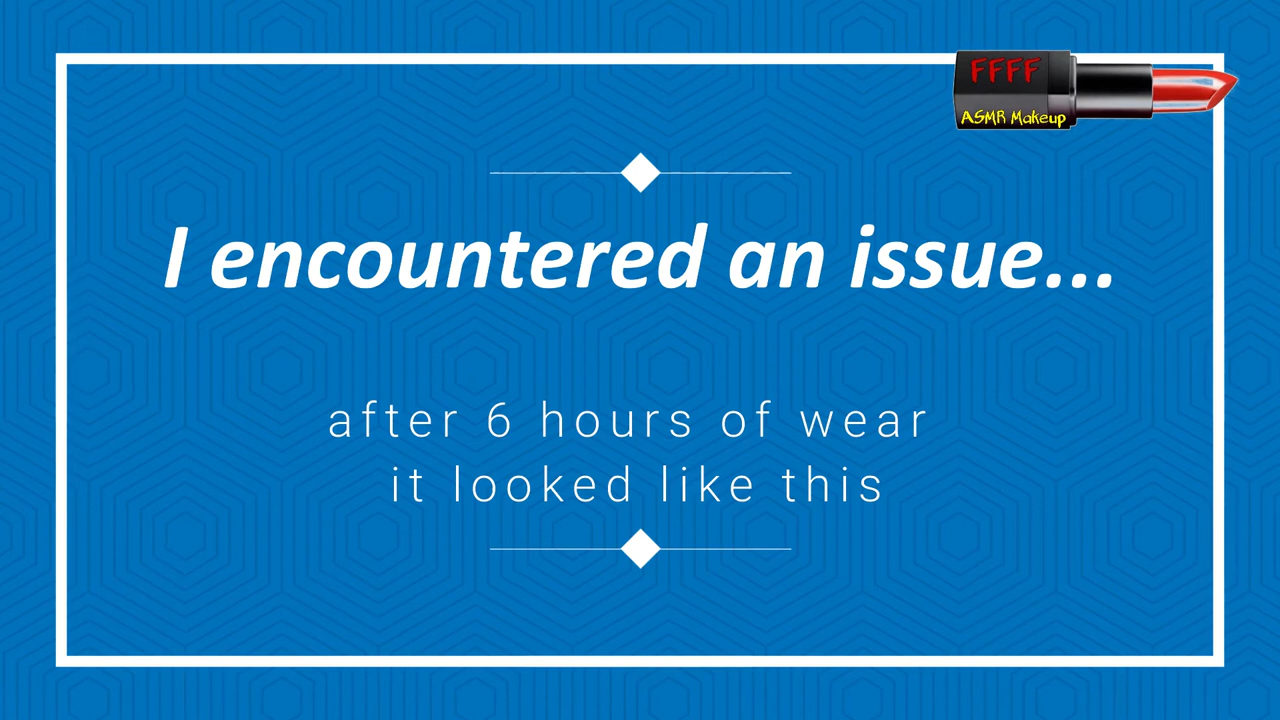 FFFF
ASMR Makeup
I encountered an issue...
after 6 hours of wear
it looked like this